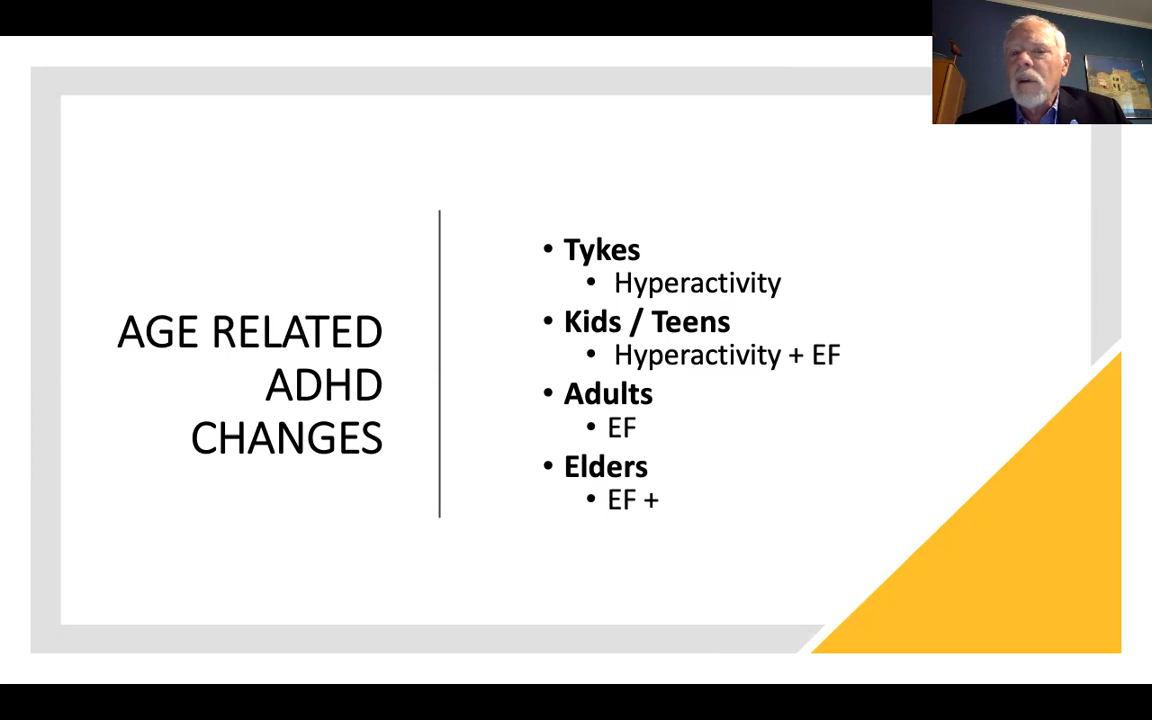 AGE RELATED
ADHD
CHANGES
• Tykes
• Hyperactivity
• Kids / Teens
• Hyperactivity + EF
• Adults
• EF
• Elders
• EF +